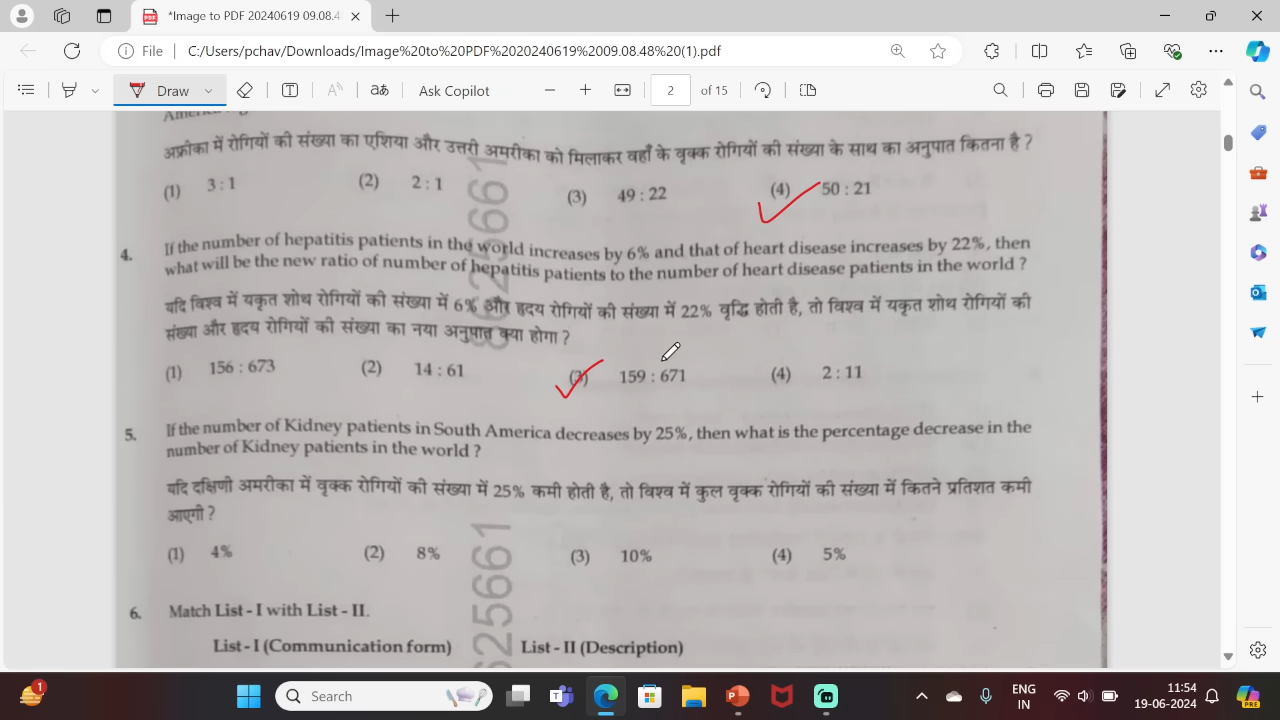 *Image to PDF 20240619 09.08.4
File
C:/Users/pchav/Downloads/Image%20to%20PDF%2020240619%2009.08.48%20(1).pdf
Draw
Ask Copilot
2
of 15
अफ्रीका में रोगियों की संख्या का एशिया और उत्तरी अमरीका को मिलाकर वहाँ के वृक्क रोगियों की संख्या के साथ का अनुपात कितना है ?
(1) 3 : 1 (2) 2 : 1 (3) 49 : 22 (4) 50 : 21
4. If the number of hepatitis patients in the world increases by 6% and that of heart disease increases by 22%, then
what will be the new ratio of number of hepatitis patients to the number of heart disease patients in the world ?
यदि विश्व में यकृत शोथ रोगियों की संख्या में 6% और हृदय रोगियों की संख्या में 22% वृद्धि होती है, तो विश्व में यकृत शोथ रोगियों की
संख्या और हृदय रोगियों की संख्या का नया अनुपात क्या होगा ?
(1) 156 : 673 (2) 14 : 61 (3) 159 : 671 (4) 2 : 11
5. If the number of Kidney patients in South America decreases by 25%, then what is the percentage decrease in the
number of Kidney patients in the world ?
यदि दक्षिणी अमरीका में वृक्क रोगियों की संख्या में 25% कमी होती है, तो विश्व में कुल वृक्क रोगियों की संख्या में कितने प्रतिशत कमी
आएगी ?
(1) 4% (2) 8% (3) 10% (4) 5%
6. Match List - I with List - II.
List - I (Communication form) List - II (Description)
8625661
625661
Search
1
ENG
IN
11:54
19-06-2024
PRE